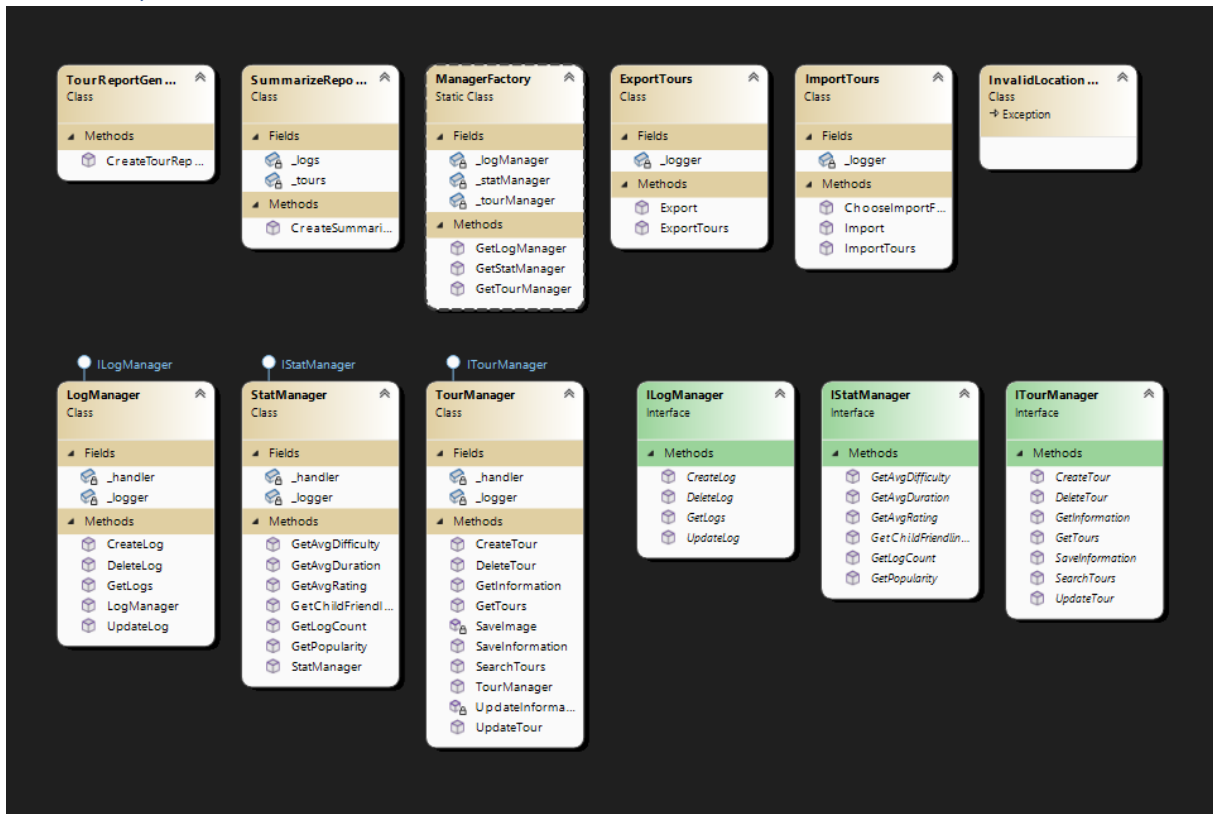 TourReportGen ...
Class
Methods
CreateTourRep ...
SummarizeRepo ...
Class
Fields
_logs
_tours
Methods
CreateSummari...
ManagerFactory
Static Class
Fields
_logManager
_statManager
_tourManager
Methods
GetLogManager
GetStatManager
GetTourManager
ExportTours
Class
Fields
_logger
Methods
Export
ExportTours
ImportTours
Class
Fields
_logger
Methods
ChooseImportF...
Import
ImportTours
InvalidLocation ...
Class
Exception
ILogManager
LogManager
Class
Fields
_handler
_logger
Methods
CreateLog
DeleteLog
GetLogs
LogManager
UpdateLog
IStatManager
StatManager
Class
Fields
_handler
_logger
Methods
GetAvgDifficulty
GetAvgDuration
GetAvgRating
GetChildFriendl...
GetLogCount
GetPopularity
StatManager
ITourManager
TourManager
Class
Fields
_handler
_logger
Methods
CreateTour
DeleteTour
GetInformation
GetTours
SaveImage
SaveInformation
SearchTours
TourManager
UpdateInforma...
UpdateTour
ILogManager
Interface
Methods
CreateLog
DeleteLog
GetLogs
UpdateLog
IStatManager
Interface
Methods
GetAvgDifficulty
GetAvgDuration
GetAvgRating
GetChildFriendlin...
GetLogCount
GetPopularity
ITourManager
Interface
Methods
CreateTour
DeleteTour
GetInformation
GetTours
SaveInformation
SearchTours
UpdateTour